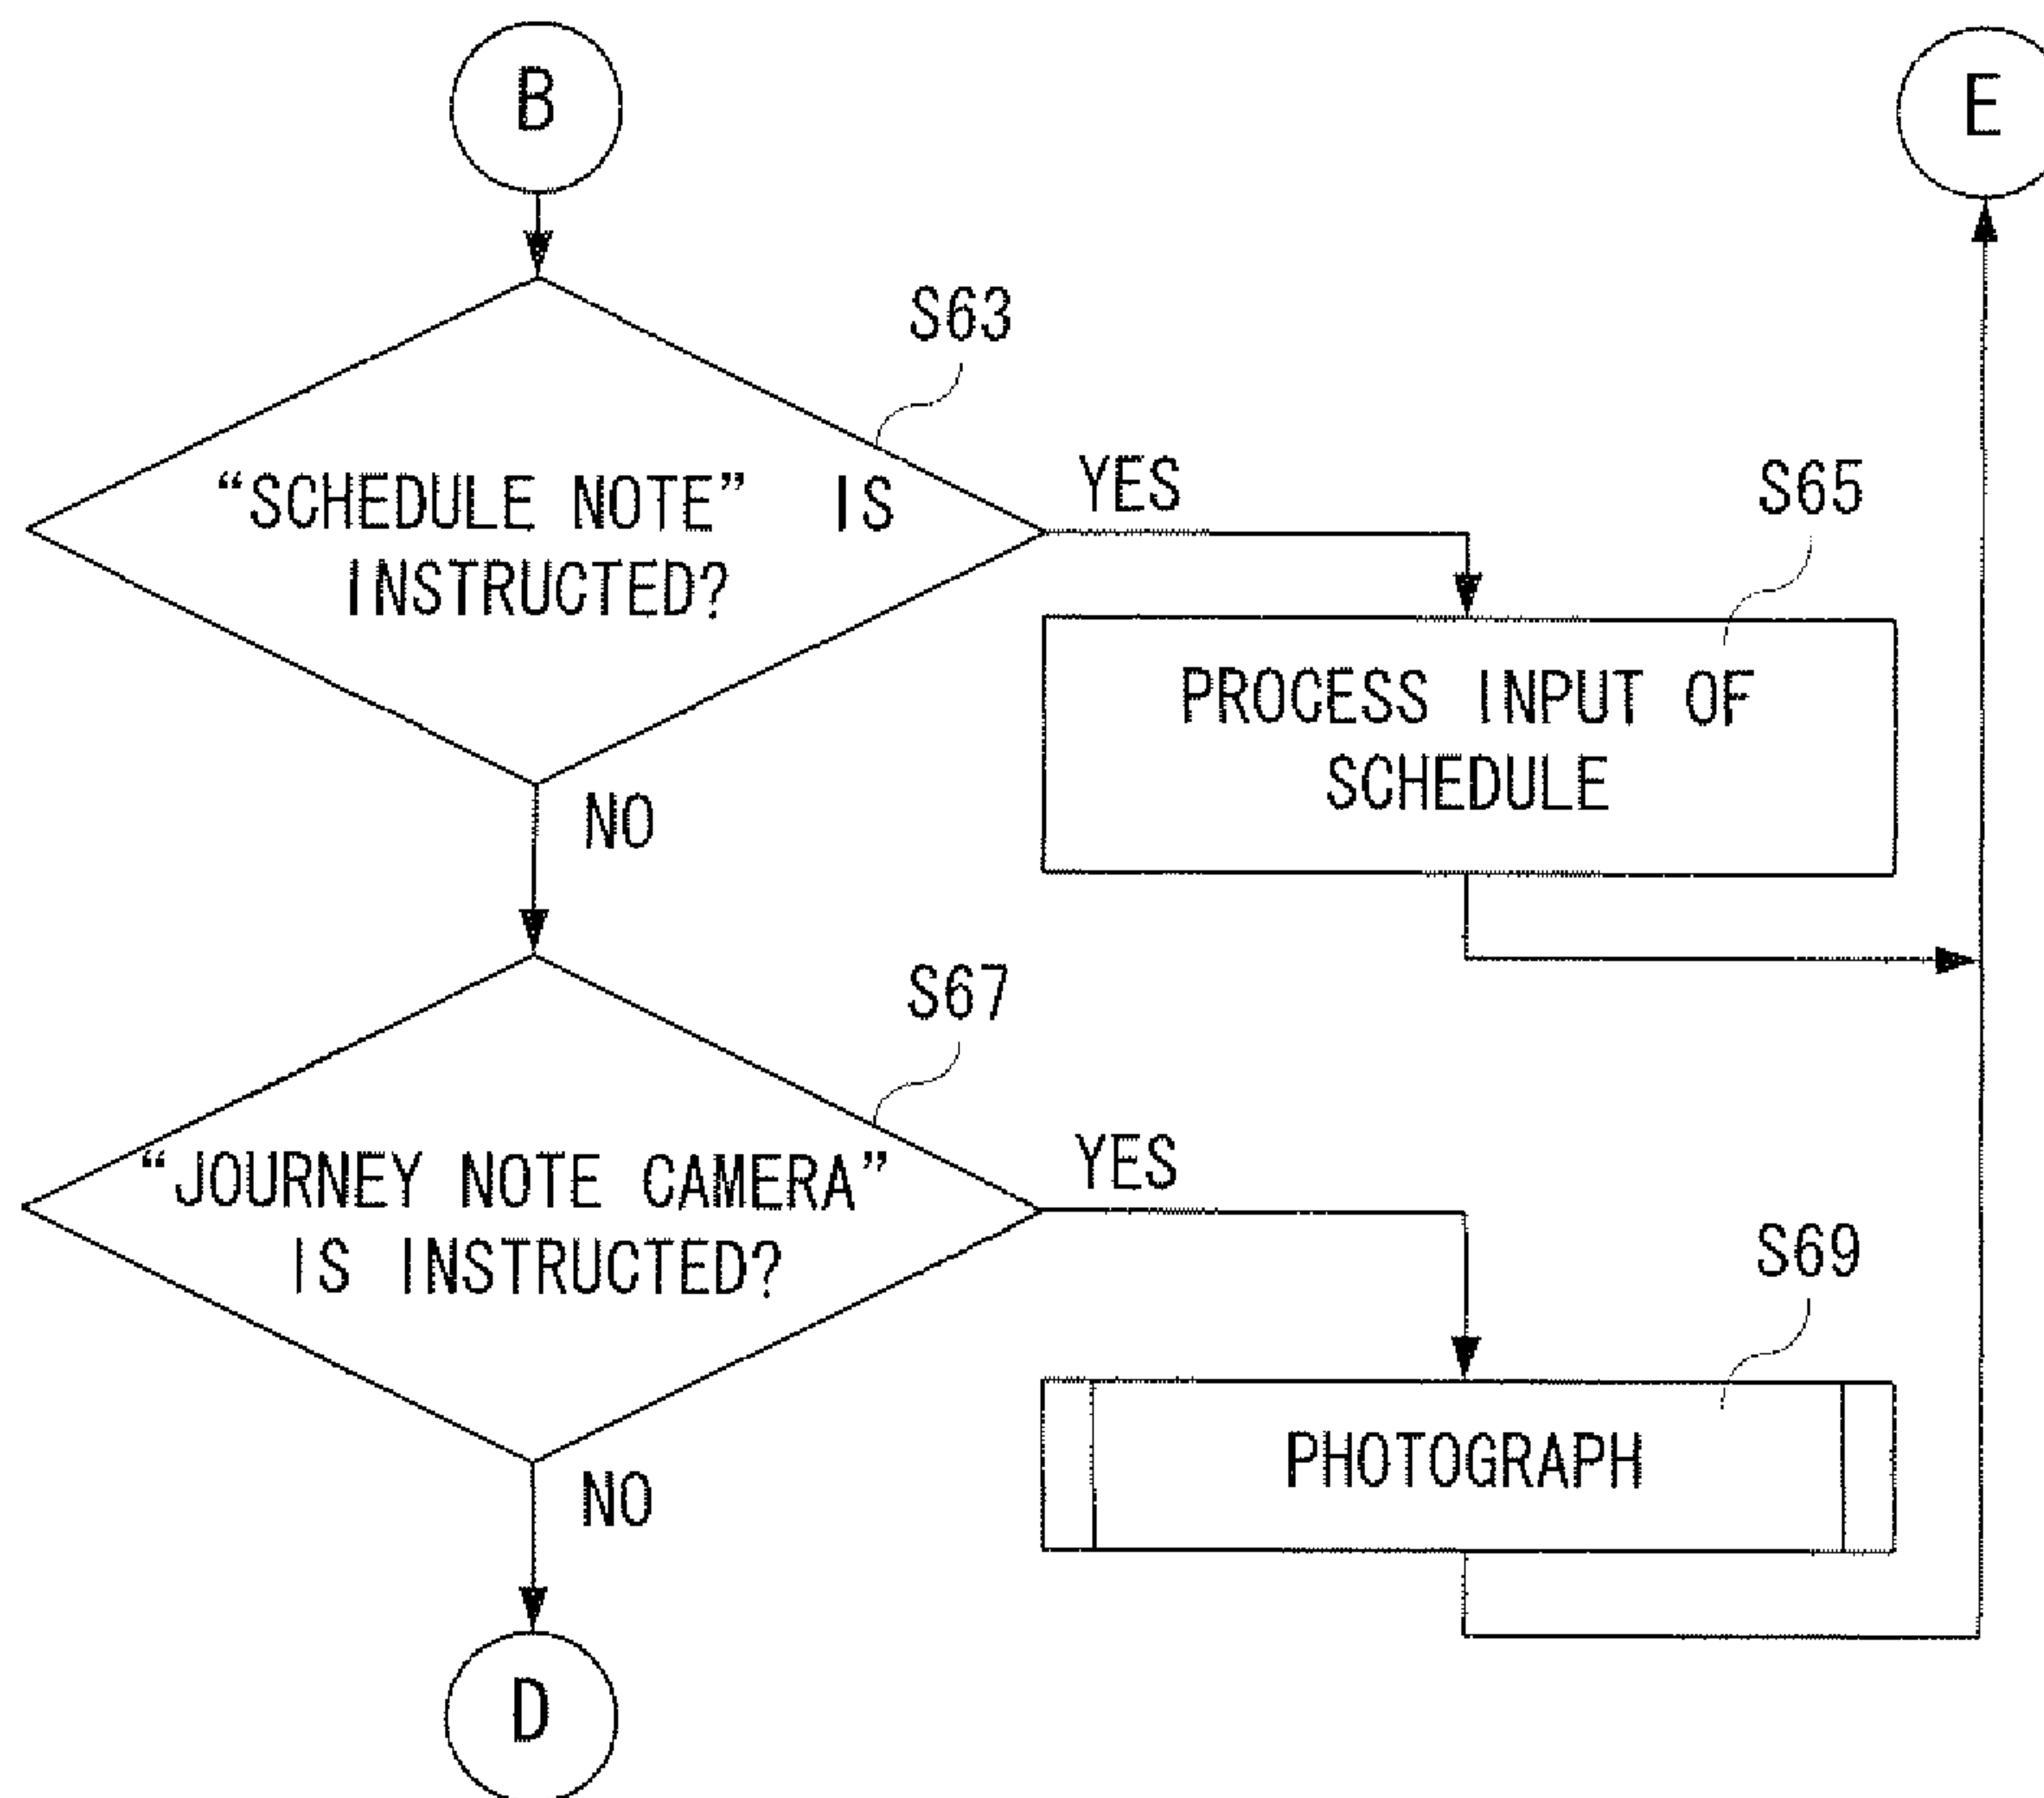 B
E
S63
“SCHEDULE NOTE” IS
INSTRUCTED?
YES
S65
PROCESS INPUT OF
SCHEDULE
NO
S67
“JOURNEY NOTE CAMERA”
IS INSTRUCTED?
YES
S69
PHOTOGRAPH
NO
D